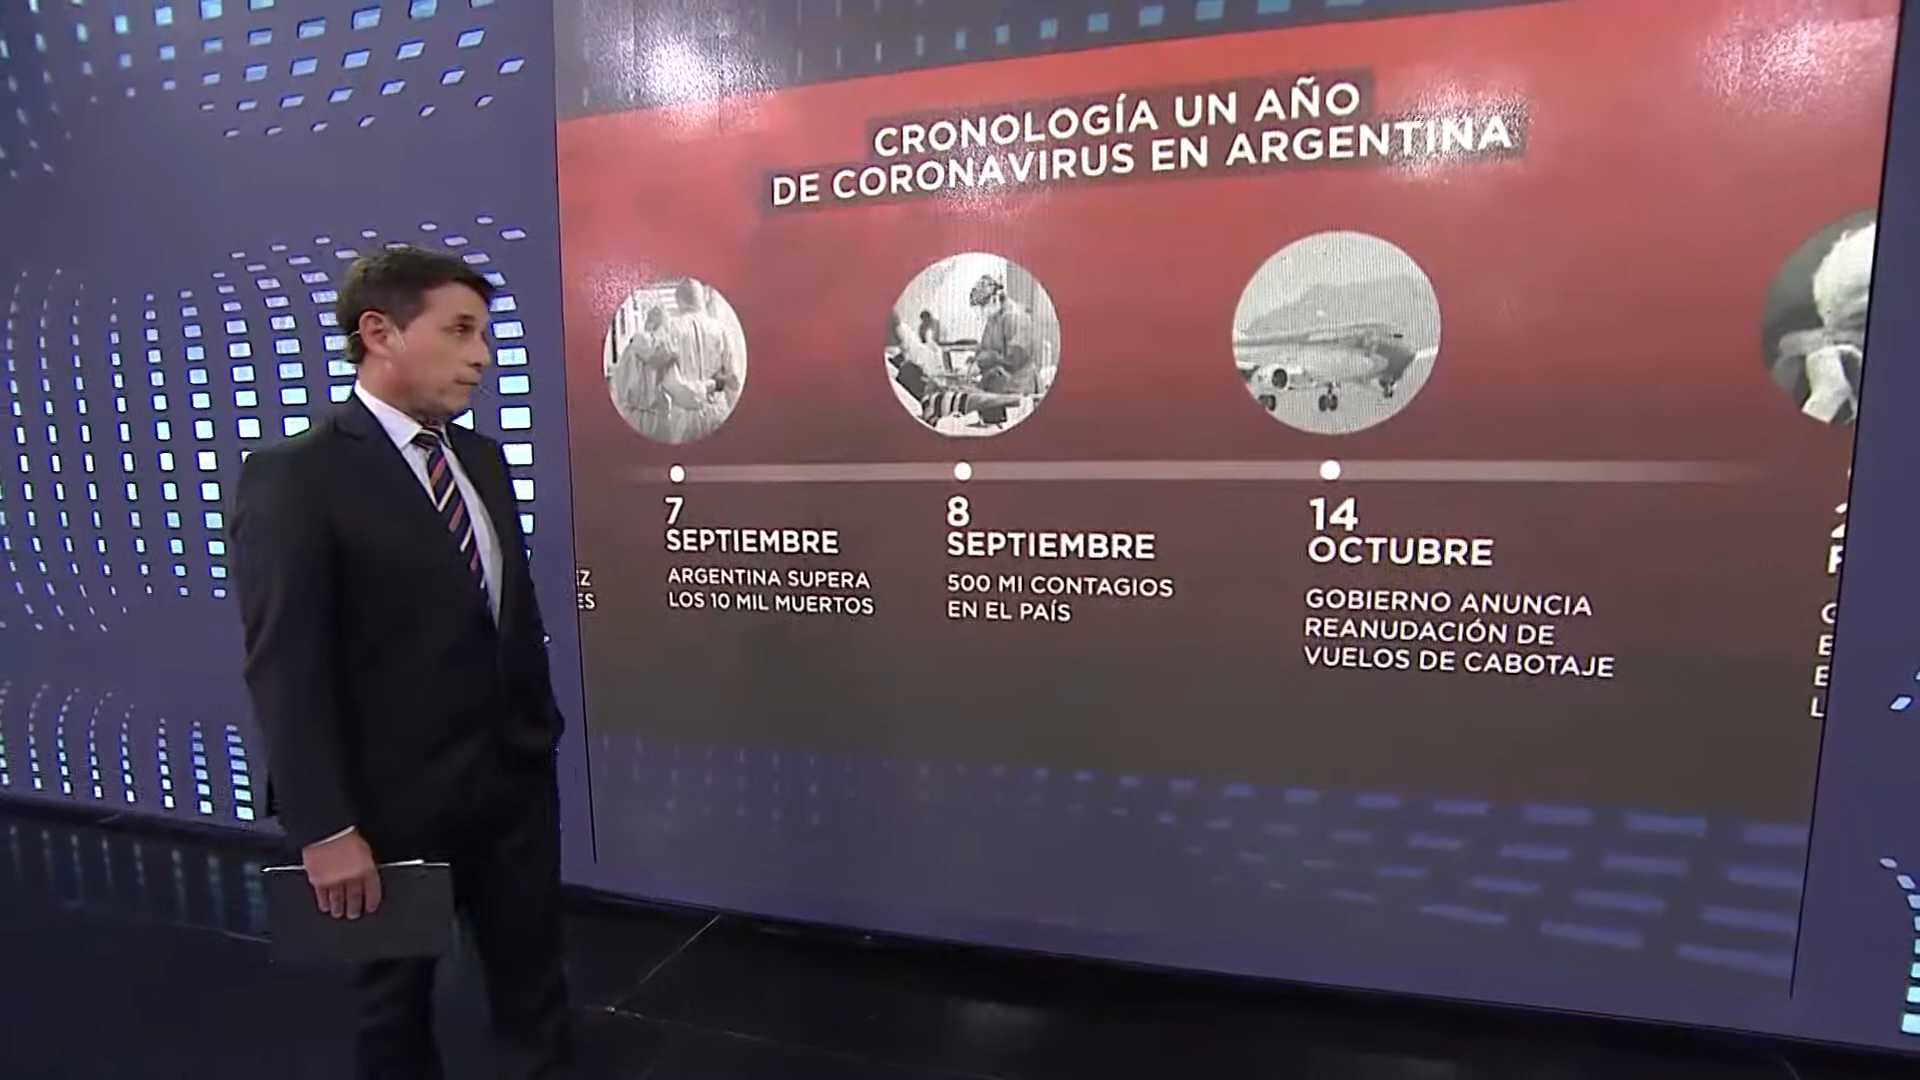 CRONOLOGÍA UN AÑO
DE CORONAVIRUS EN ARGENTINA
7
SEPTIEMBRE
ARGENTINA SUPERA
LOS 10 MIL MUERTOS
8
SEPTIEMBRE
500 MI CONTAGIOS
EN EL PAÍS
14
OCTUBRE
GOBIERNO ANUNCIA
REANUDACIÓN DE
VUELOS DE CABOTAJE